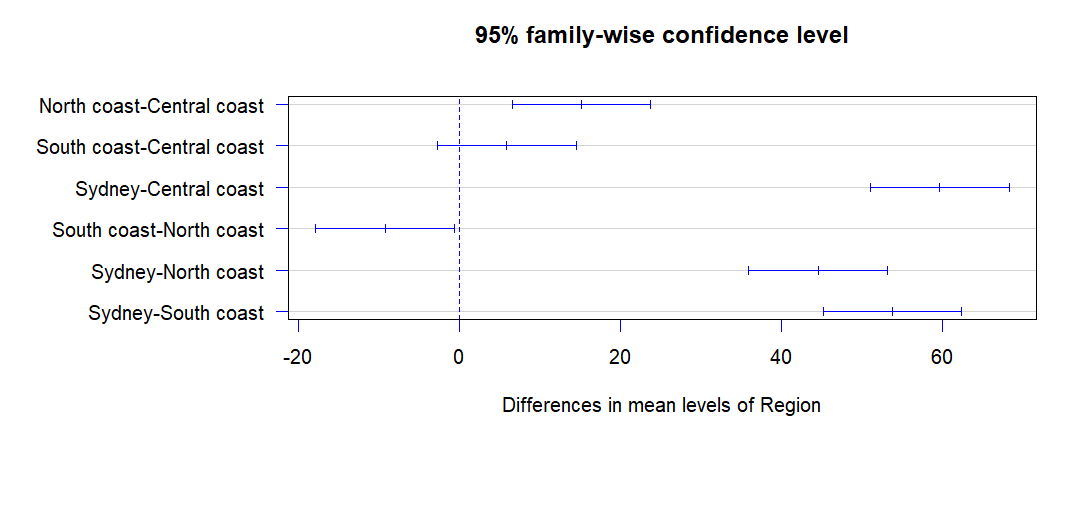 95% family-wise confidence level
North coast-Central coast
South coast-Central coast
Sydney-Central coast
South coast-North coast
Sydney-North coast
Sydney-South coast
-20 0 20 40 60
Differences in mean levels of Region